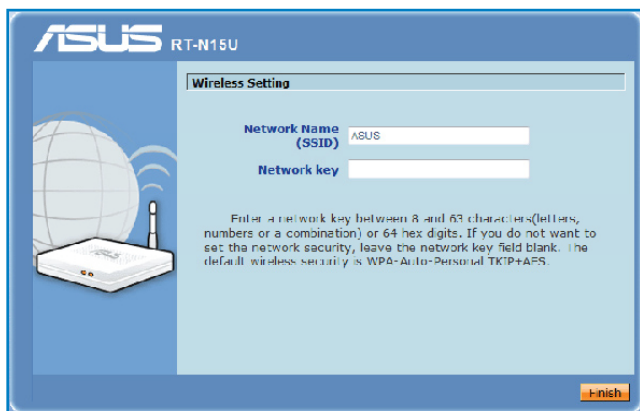 ASUS RT-N15U
Wireless Setting
Network Name
(SSID)
ASUS
Network key
Enter a network key between 8 and 63 characters(letters,
numbers or a combination) or 64 hex digits. If you do not want to
set the network security, leave the network key field blank. The
default wireless security is WPA-Auto-Personal TKIP+AES.
Finish